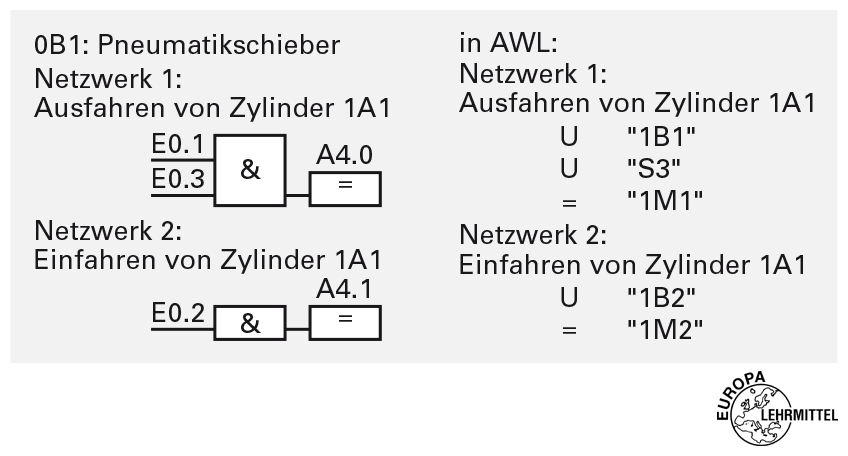 0B1: Pneumatikschieber
Netzwerk 1:
Ausfahren von Zylinder 1A1
E0.1
E0.3
&
A4.0
=
Netzwerk 2:
Einfahren von Zylinder 1A1
E0.2
&
A4.1
=
in AWL:
Netzwerk 1:
Ausfahren von Zylinder 1A1
U "1B1"
U "S3"
= "1M1"
Netzwerk 2:
Einfahren von Zylinder 1A1
U "1B2"
= "1M2"
EUROPA
LEHRMITTEL